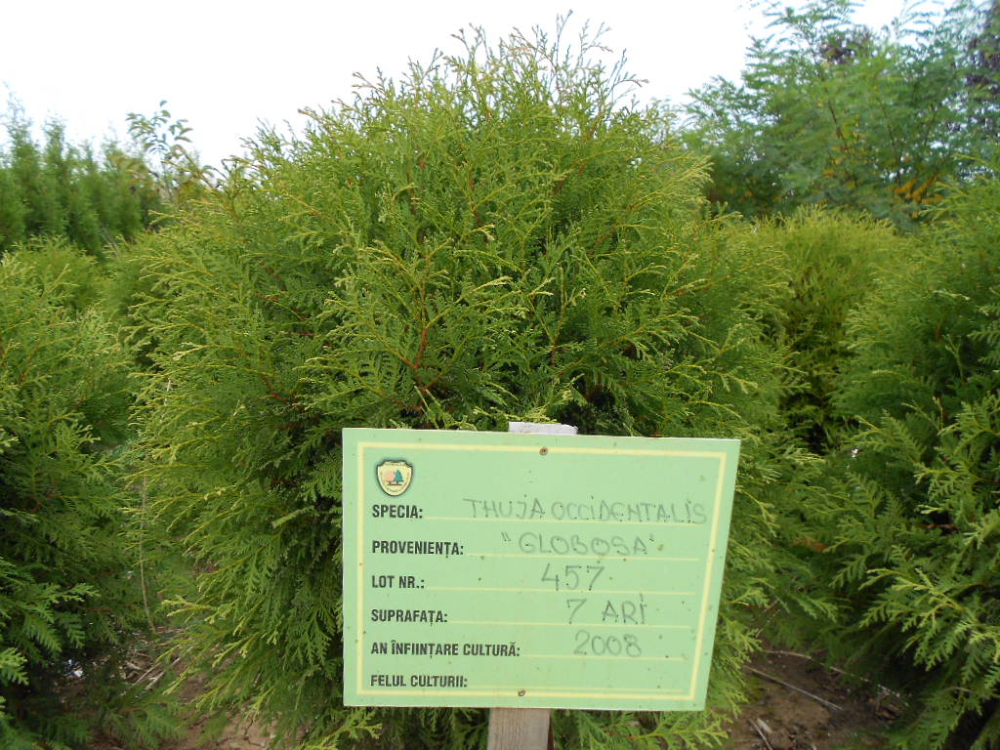 SPECIA: THUJA OCCIDENTALIS
PROVENIENȚA: "GLOBOSA"
LOT NR.: 457
SUPRAFAȚA: 7 ARI
AN ÎNFIINȚARE CULTURĂ: 2008
FELUL CULTURII: